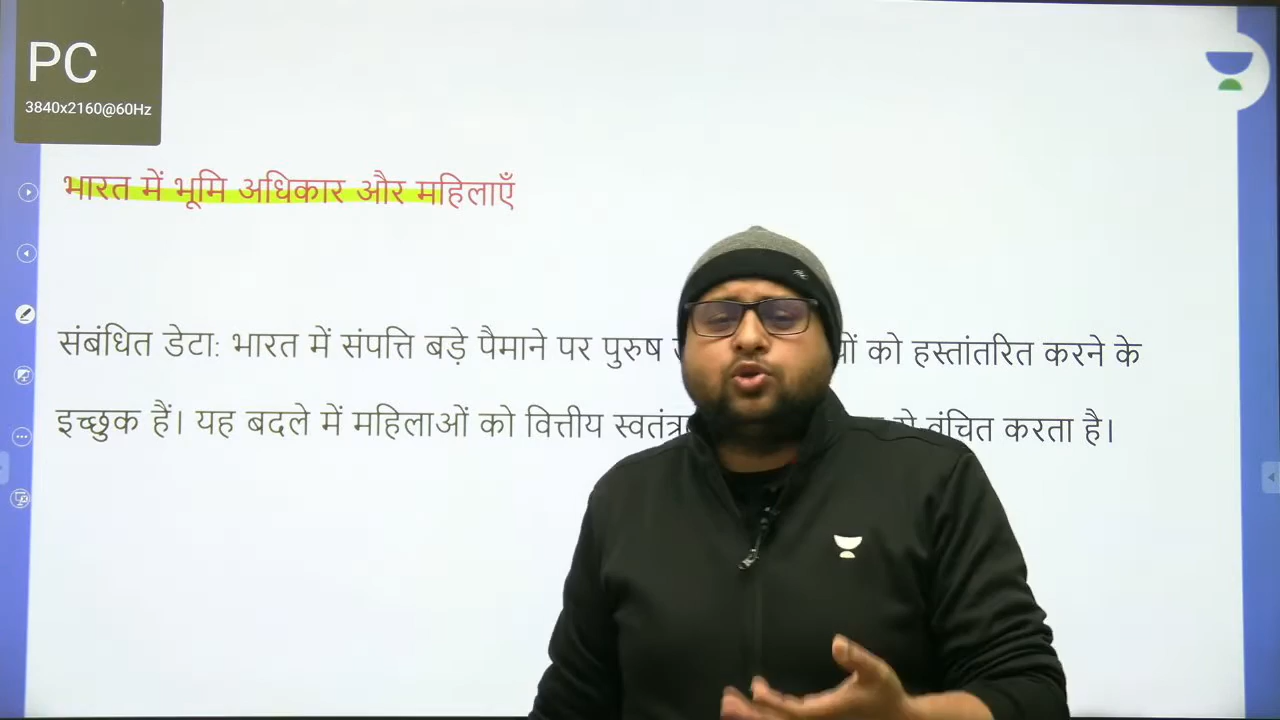 PC
3840x2160@60Hz
भारत में भूमि अधिकार और महिलाएँ
संबंधित डेटा: भारत में संपत्ति बड़े पैमाने पर पुरुष को हस्तांतरित करने के
इच्छुक हैं। यह बदले में महिलाओं को वित्तीय वंचित करता है।